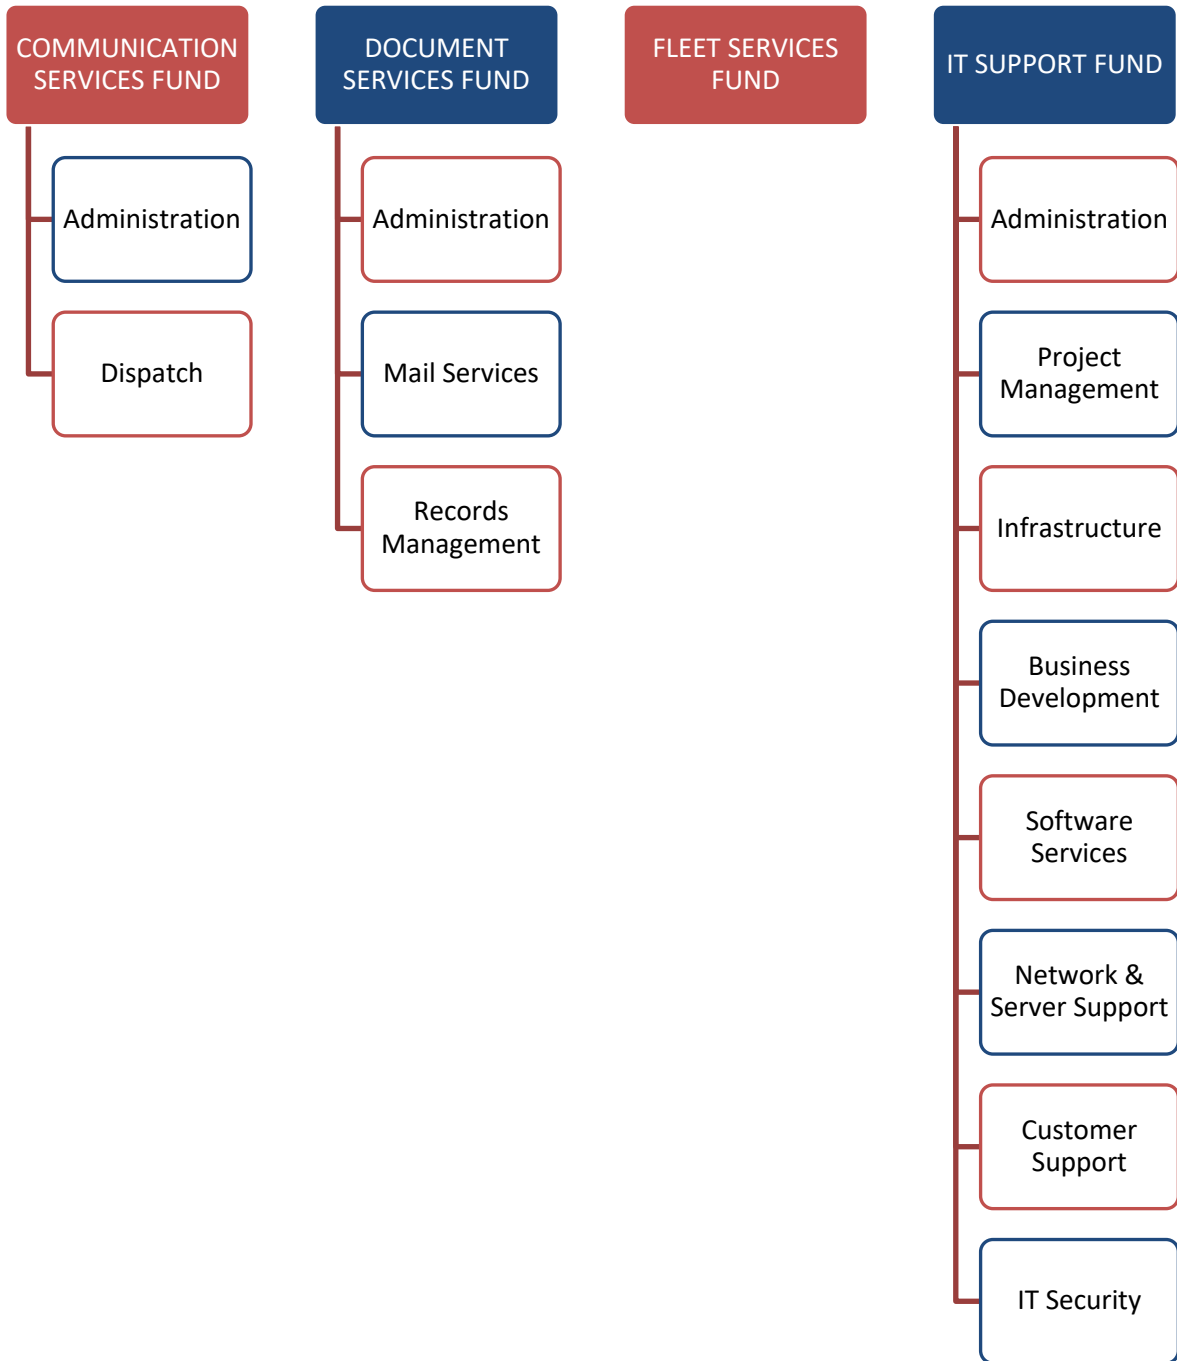 COMMUNICATION
SERVICES FUND
Administration
Dispatch
DOCUMENT
SERVICES FUND
Administration
Mail Services
Records
Management
FLEET SERVICES
FUND
IT SUPPORT FUND
Administration
Project
Management
Infrastructure
Business
Development
Software
Services
Network &
Server Support
Customer
Support
IT Security